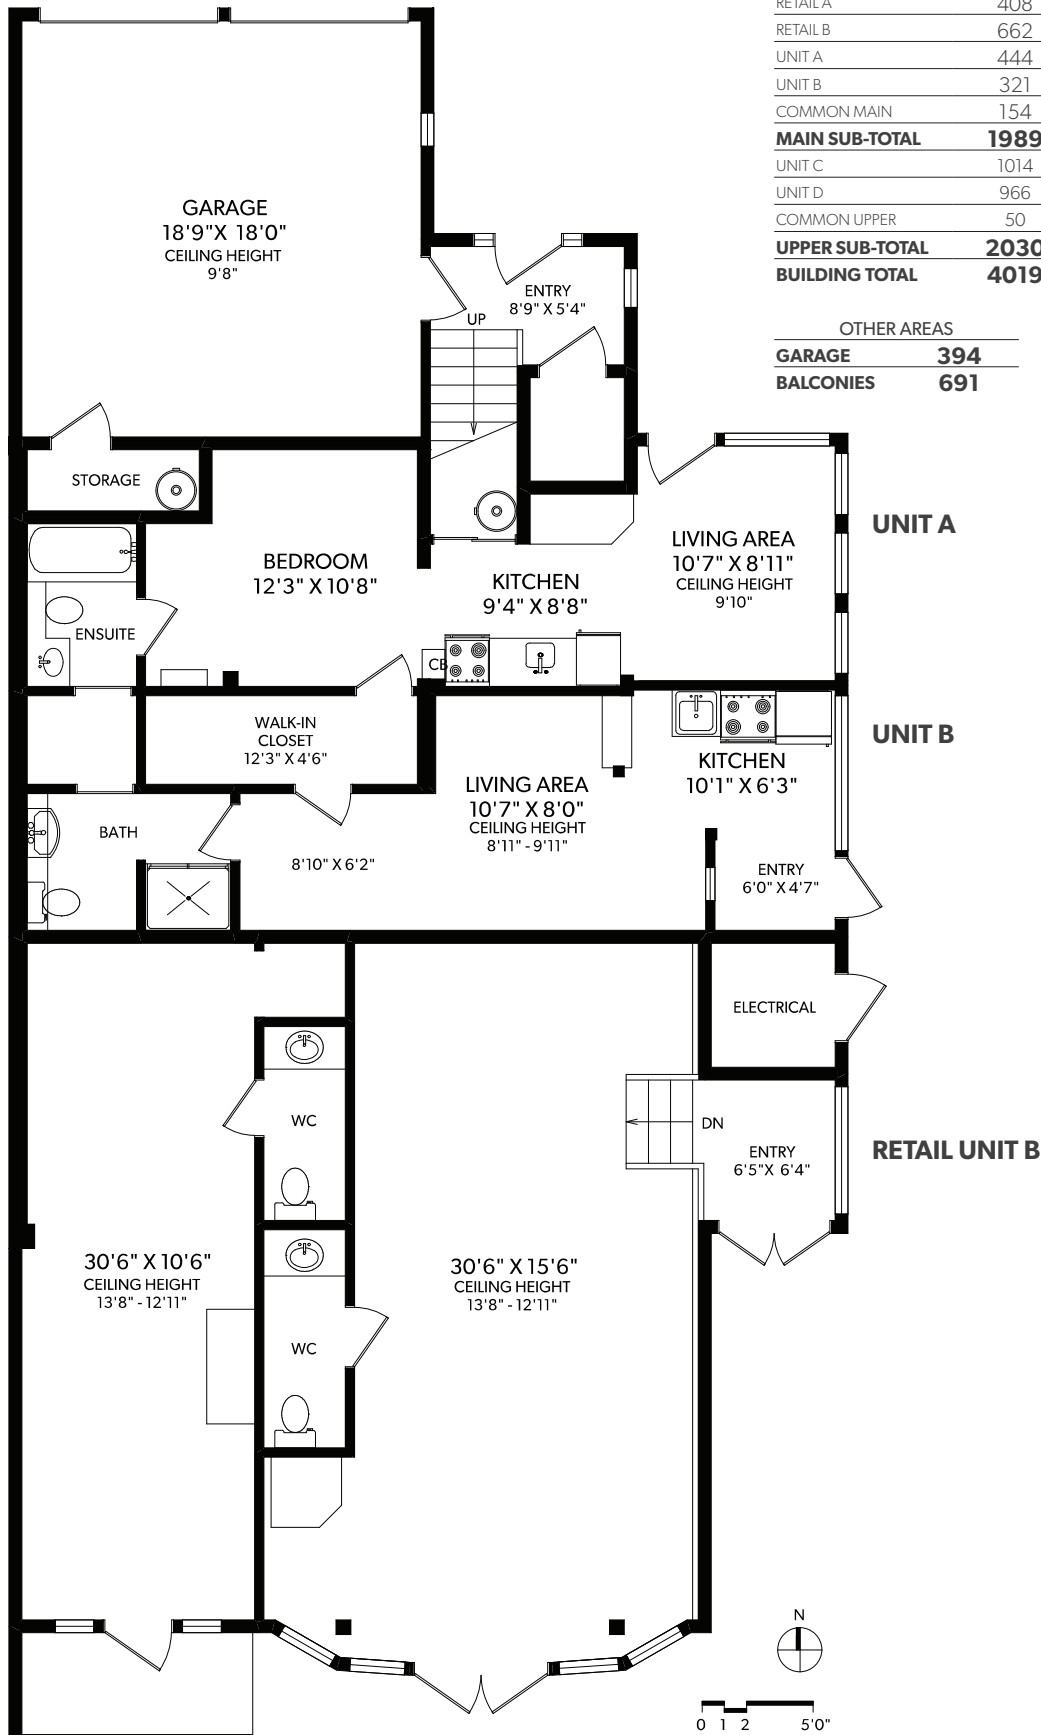 RETAIL A 408
RETAIL B 662
UNIT A 444
UNIT B 321
COMMON MAIN 154
MAIN SUB-TOTAL 1989
UNIT C 1014
UNIT D 966
COMMON UPPER 50
UPPER SUB-TOTAL 2030
BUILDING TOTAL 4019
OTHER AREAS
GARAGE 394
BALCONIES 691
GARAGE
18'9"X 18'0"
CEILING HEIGHT
9'8"
ENTRY
8'9" X 5'4"
UP
STORAGE
UNIT A
LIVING AREA
10'7" X 8'11"
CEILING HEIGHT
9'10"
BEDROOM
12'3" X 10'8"
KITCHEN
9'4" X 8'8"
ENSUITE
CB
WALK-IN
CLOSET
12'3" X 4'6"
UNIT B
KITCHEN
10'1" X 6'3"
LIVING AREA
10'7" X 8'0"
CEILING HEIGHT
8'11" - 9'11"
BATH
8'10" X 6'2"
ENTRY
6'0" X 4'7"
ELECTRICAL
WC
DN
ENTRY
6'5"X 6'4"
RETAIL UNIT B
30'6" X 10'6"
CEILING HEIGHT
13'8" - 12'11"
30'6" X 15'6"
CEILING HEIGHT
13'8" - 12'11"
WC
N
0 1 2 5'0"